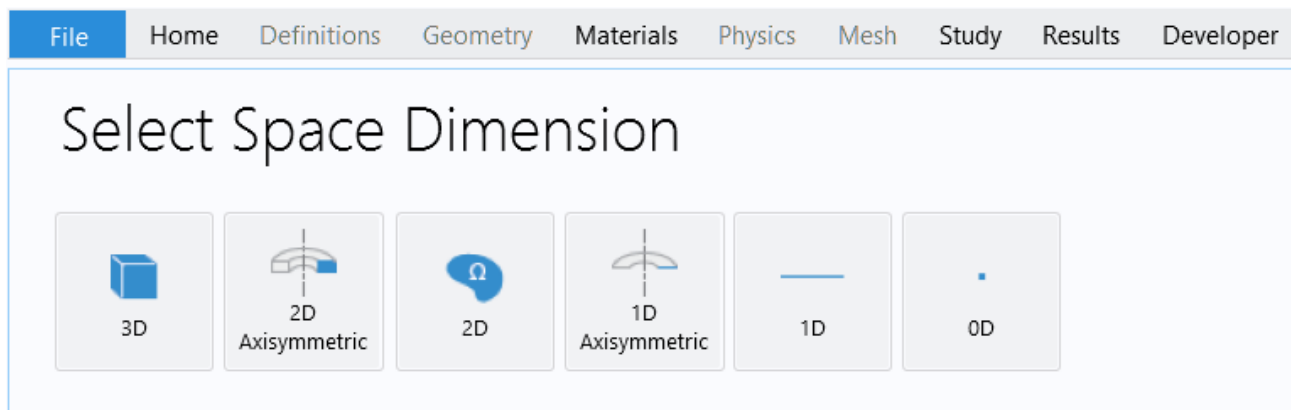 File Home Definitions Geometry Materials Physics Mesh Study Results Developer
Select Space Dimension
Ω
3D
2D
Axisymmetric
2D
1D
Axisymmetric
1D
0D